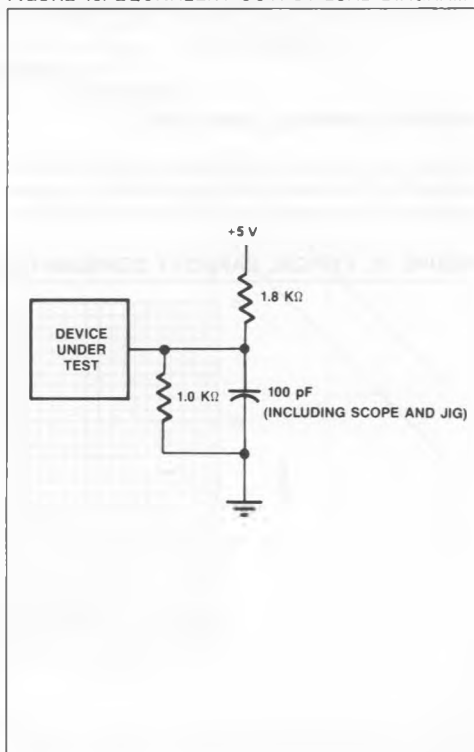 +5 V
1.8 KΩ
DEVICE
UNDER
TEST
1.0 KΩ
100 pF
(INCLUDING SCOPE AND JIG)